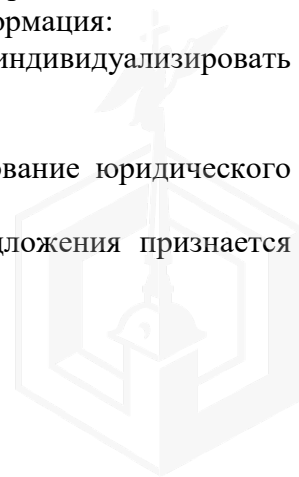 ормация:
индивидуализировать
ование юридического
дложения признается